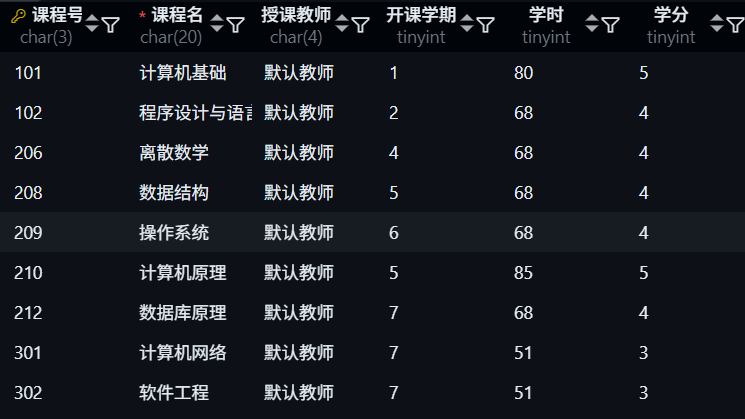 * 课程号 * 课程名 授课教师 开课学期 学时 学分
char(3) char(20) char(4) tinyint tinyint tinyint
101 计算机基础 默认教师 1 80 5
102 程序设计与语 默认教师 2 68 4
206 离散数学 默认教师 4 68 4
208 数据结构 默认教师 5 68 4
209 操作系统 默认教师 6 68 4
210 计算机原理 默认教师 5 85 5
212 数据库原理 默认教师 7 68 4
301 计算机网络 默认教师 7 51 3
302 软件工程 默认教师 7 51 3